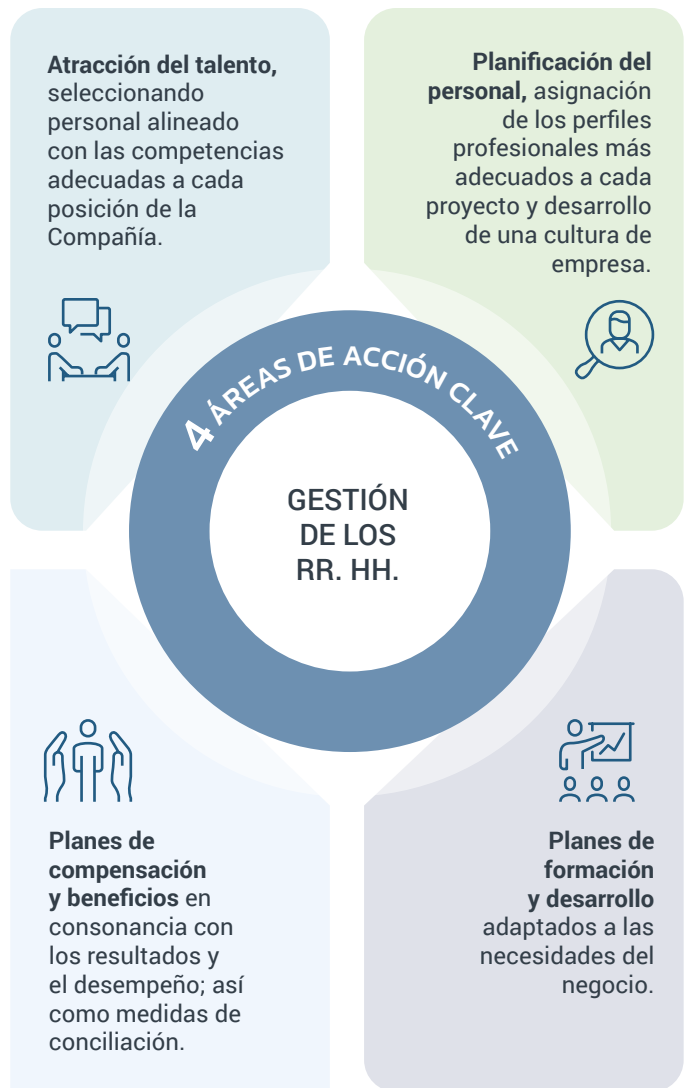 Atracción del talento,
seleccionando
personal alineado
con las competencias
adecuadas a cada
posición de la
Compañía.
Planificación del
personal, asignación
de los perfiles
profesionales más
adecuados a cada
proyecto y desarrollo
de una cultura de
empresa.
4 ÁREAS DE ACCIÓN CLAVE
GESTIÓN
DE LOS
RR. HH.
Planes de
compensación
y beneficios en
consonancia con
los resultados y
el desempeño; así
como medidas de
conciliación.
Planes de
formación
y desarrollo
adaptados a las
necesidades del
negocio.